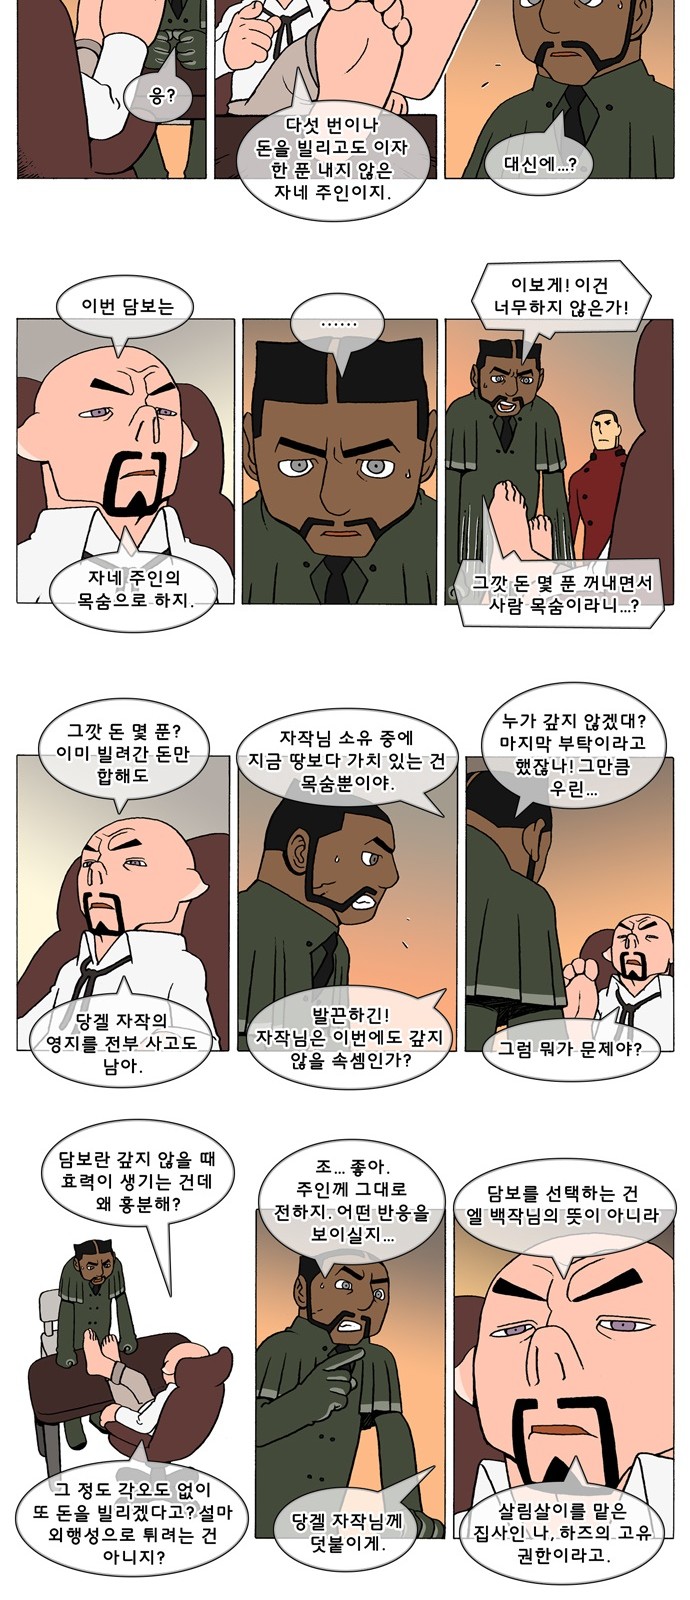 응?
다섯 번이나
돈을 빌리고도 이자
한 푼 내지 않은
자네 주인이지.
대신에...?
이번 담보는
자네 주인의
목숨으로 하지.
······
이보게! 이건
너무하지 않은가!
그깟 돈 몇 푼 꺼내면서
사람 목숨이라니...?
그깟 돈 몇 푼?
이미 빌려간 돈만
합해도
당겔 자작의
영지를 전부 사고도
남아.
자작님 소유 중에
지금 땅보다 가치 있는 건
목숨뿐이야.
발끈하긴!
자작님은 이번에도 갚지
않을 속셈인가?
누가 갚지 않겠대?
마지막 부탁이라고
했잖나! 그만큼
우린...
그럼 뭐가 문제야?
담보란 갚지 않을 때
효력이 생기는 건데
왜 흥분해?
그 정도 각오도 없이
또 돈을 빌리겠다고? 설마
외행성으로 튀려는 건
아니지?
조... 좋아.
주인께 그대로
전하지. 어떤 반응을
보이실지...
당겔 자작님께
덧붙이게.
담보를 선택하는 건
엘 백작님의 뜻이 아니라
살림살이를 맡은
집사인 나, 하즈의 고유
권한이라고.